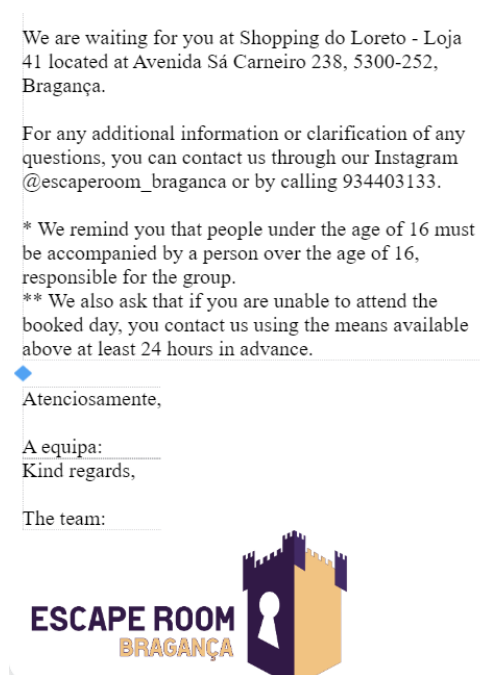 We are waiting for you at Shopping do Loreto - Loja
41 located at Avenida Sá Carneiro 238, 5300-252,
Bragança.
For any additional information or clarification of any
questions, you can contact us through our Instagram
@escaperoom_braganca or by calling 934403133.
* We remind you that people under the age of 16 must
be accompanied by a person over the age of 16,
responsible for the group.
** We also ask that if you are unable to attend the
booked day, you contact us using the means available
above at least 24 hours in advance.
Atenciosamente,
A equipa:
Kind regards,
The team:
ESCAPE ROOM
BRAGANÇA